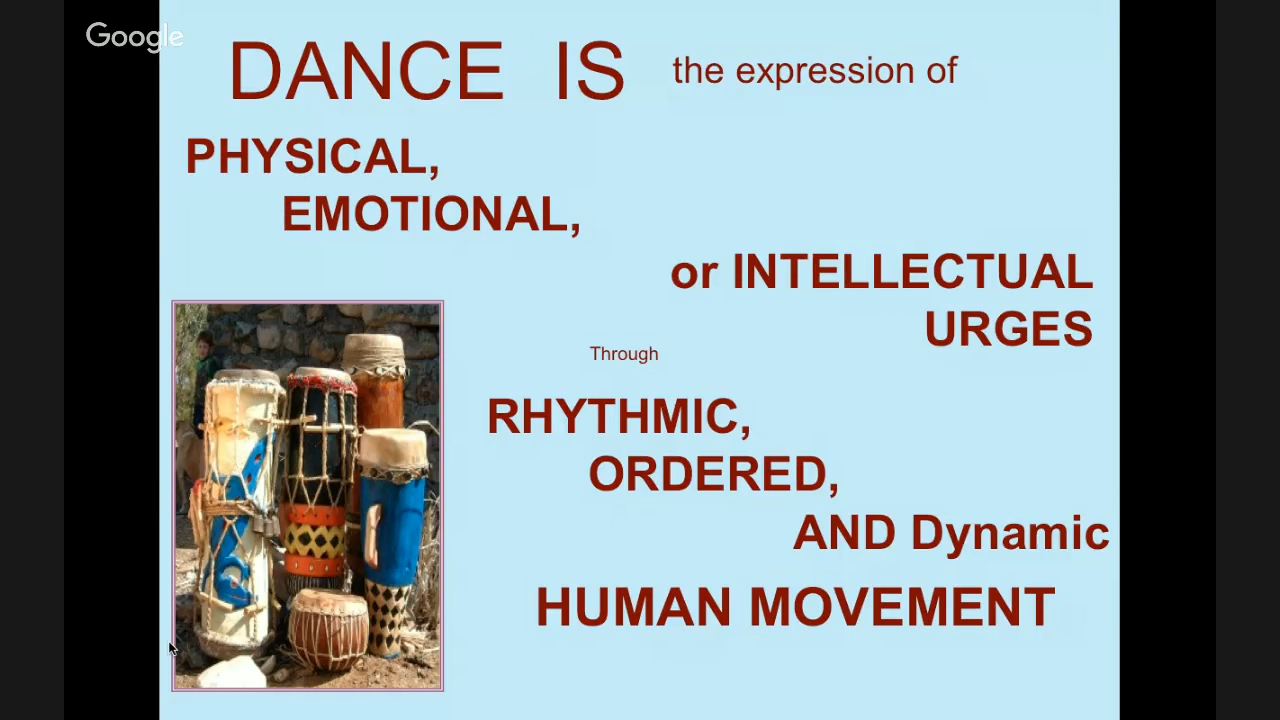 Google
DANCE IS the expression of
PHYSICAL,
EMOTIONAL,
or INTELLECTUAL
URGES
Through
RHYTHMIC,
ORDERED,
AND Dynamic
HUMAN MOVEMENT